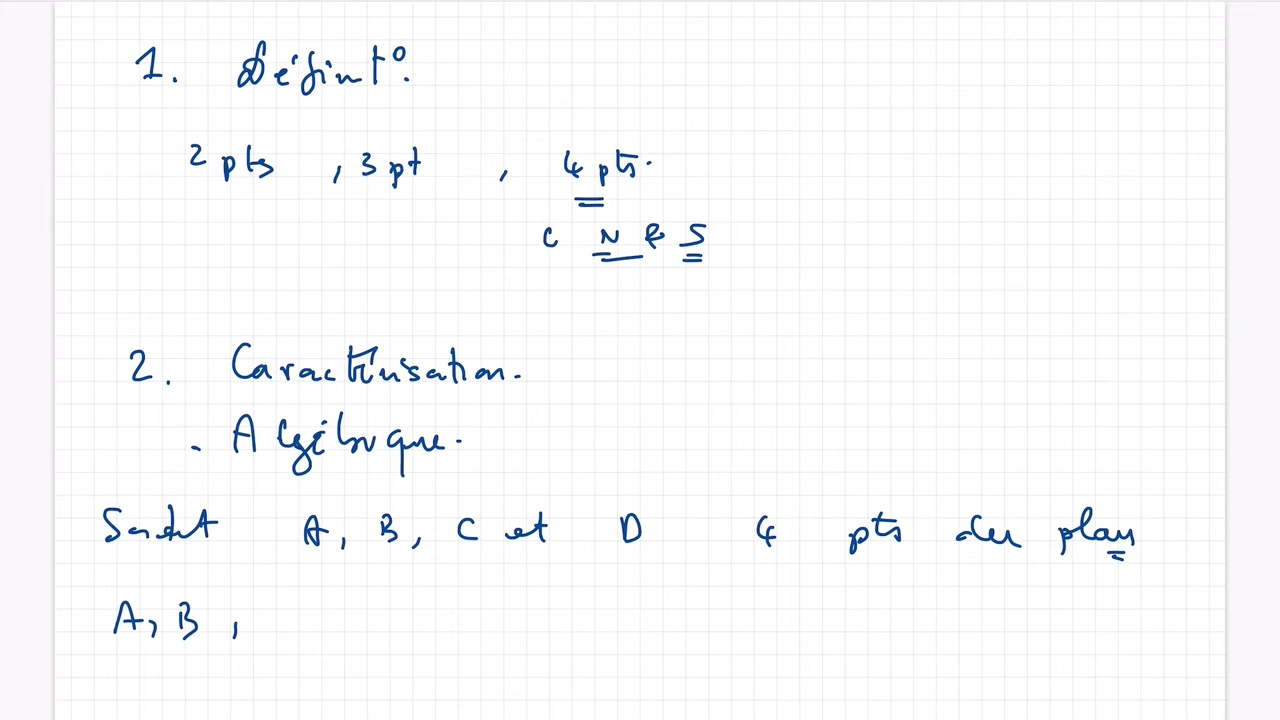 1. Définit°.
2 pts , 3 pt , 4 pts.
C N & S
2. Caractérisation.
- Algébrique.
Soient A, B, C et D 4 pts du plan
A, B ,